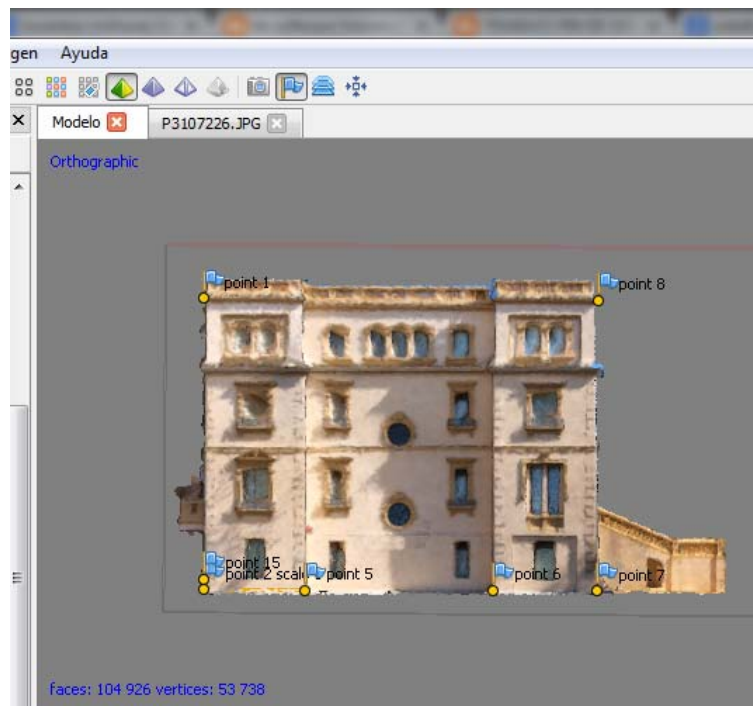 gen Ayuda
Modelo P3107226.JPG
Orthographic
point 1
point 8
point 15
point 2 scal point 5 point 6 point 7
faces: 104 926 vertices: 53 738